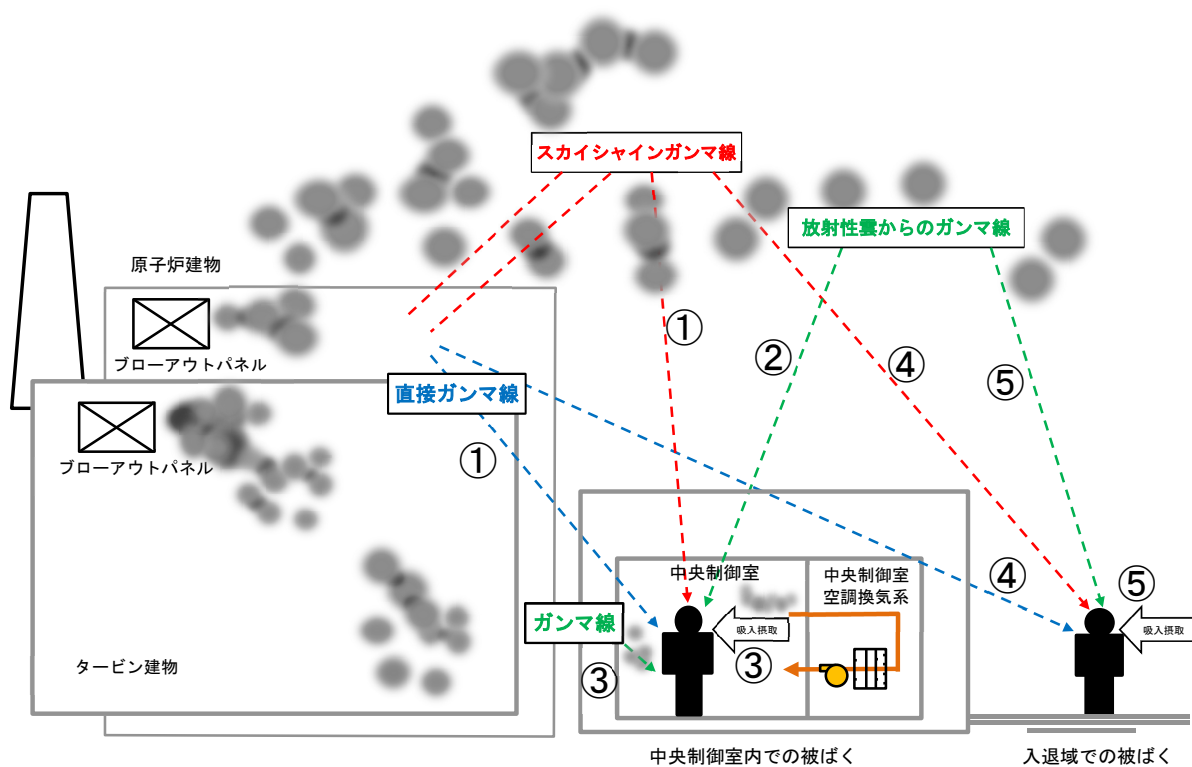 スカイシャインガンマ線
放射性雲からのガンマ線
原子炉建物
ブローアウトパネル
①
②
④
⑤
直接ガンマ線
ブローアウトパネル
①
中央制御室
中央制御室
空調換気系
④
⑤
ガンマ線
吸入摂取
吸入摂取
③
③
タービン建物
中央制御室内での被ばく
入退域での被ばく